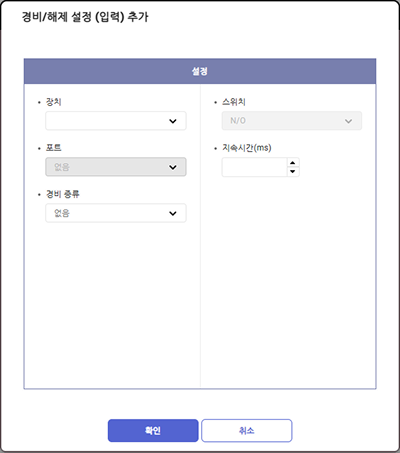 경비/해제 설정 (입력) 추가
설정
• 장치
• 포트
없음
• 경비 종류
없음
• 스위치
N/O
• 지속시간(ms)
확인
취소